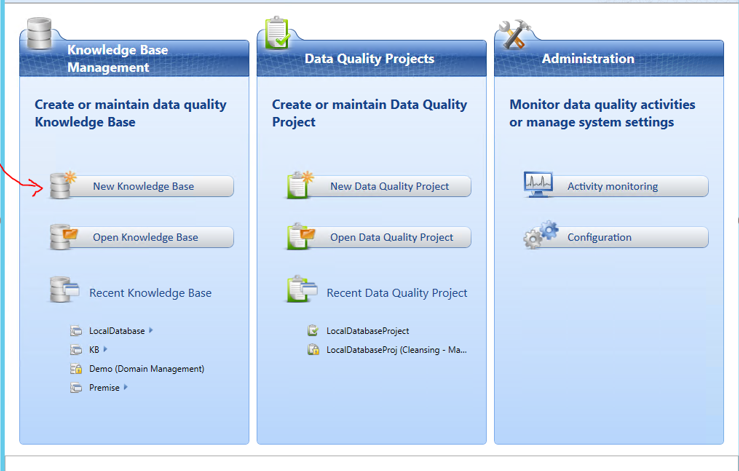 Knowledge Base
Management
Create or maintain data quality
Knowledge Base
New Knowledge Base
Open Knowledge Base
Recent Knowledge Base
LocalDatabase
KB
Demo (Domain Management)
Premise
Data Quality Projects
Create or maintain Data Quality
Project
New Data Quality Project
Open Data Quality Project
Recent Data Quality Project
LocalDatabaseProject
LocalDatabaseProj (Cleansing - Ma...
Administration
Monitor data quality activities
or manage system settings
Activity monitoring
Configuration